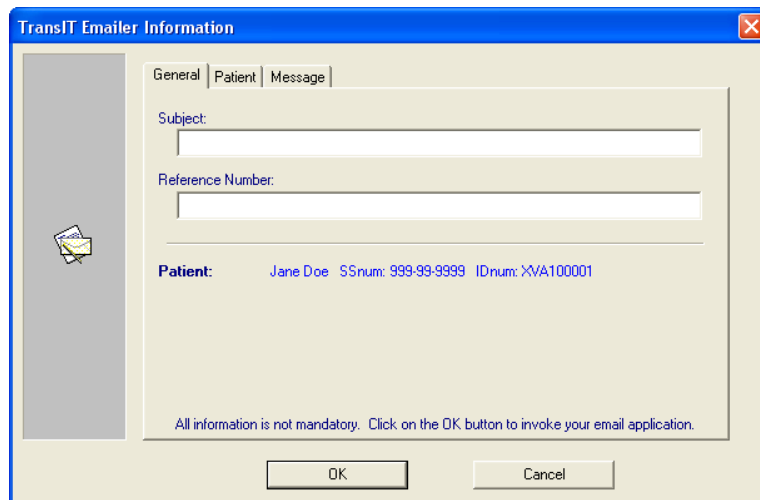 TransIT Emailer Information
General Patient Message
Subject:
Reference Number:
Patient: Jane Doe SSnum: 999-99-9999 IDnum: XVA100001
All information is not mandatory. Click on the OK button to invoke your email application.
OK Cancel